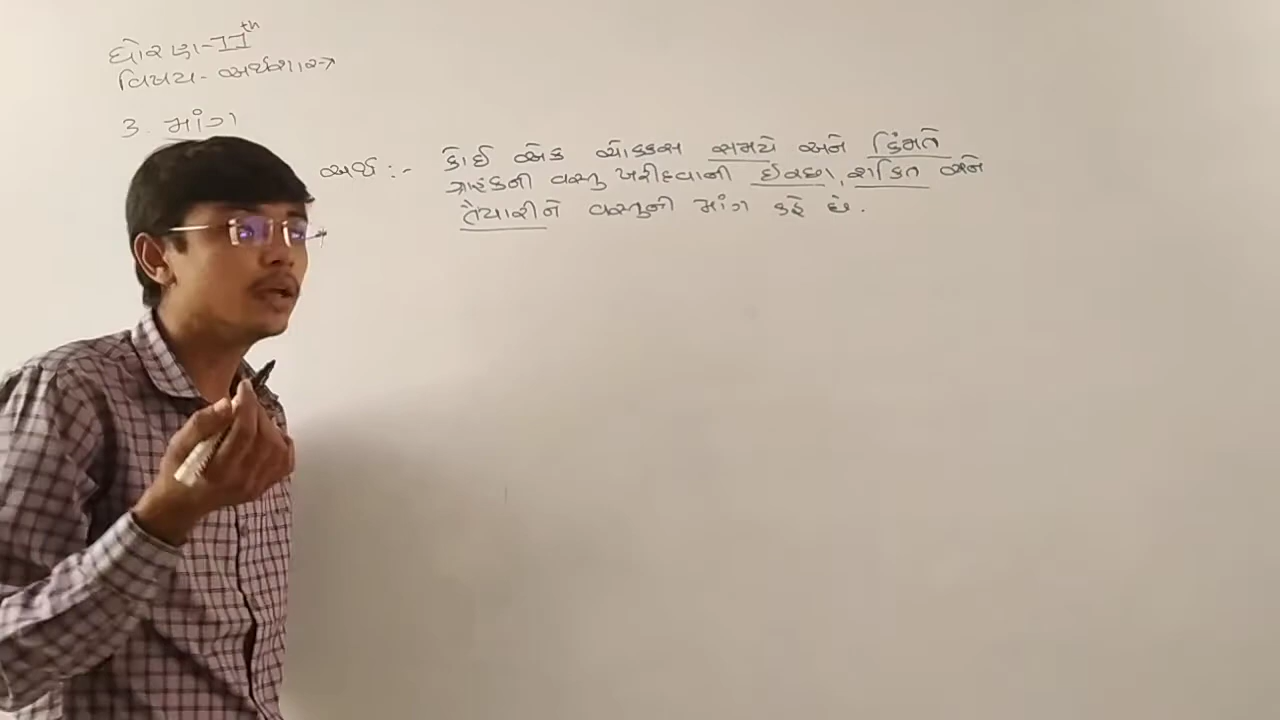 ધોરણ-11th
વિષય- અર્થશાસ્ત્ર
3. માંગ
અર્થ :- કોઈ એક ચોક્કસ સમયે અને કિંમતે
ગ્રાહકની વસ્તુ ખરીદવાની ઈચ્છા, શક્તિ અને
તૈયારીને વસ્તુની માંગ કહે છે.